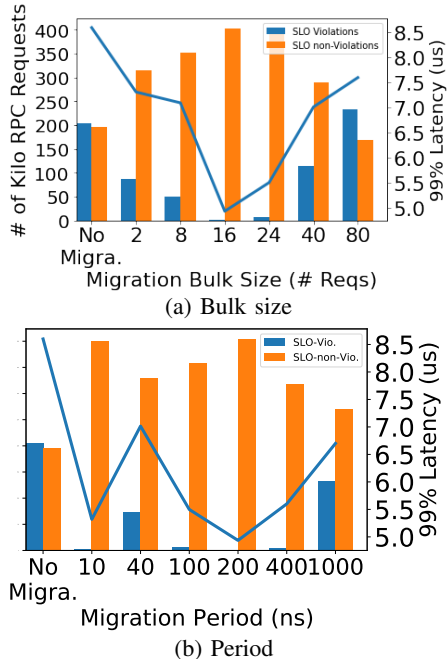 SLO Violations
SLO non-Violations
# of Kilo RPC Requests
400
350
300
250
200
150
100
50
0
8.5
8.0
7.5
7.0
6.5
6.0
5.5
5.0
99% Latency (us)
No 2 8 16 24 40 80
Migra.
Migration Bulk Size (# Reqs)
(a) Bulk size
SLO-Vio.
SLO-non-Vio.
8.5
8.0
7.5
7.0
6.5
6.0
5.5
5.0
99% Latency (us)
No 10 40 100 200 400 1000
Migra.
Migration Period (ns)
(b) Period